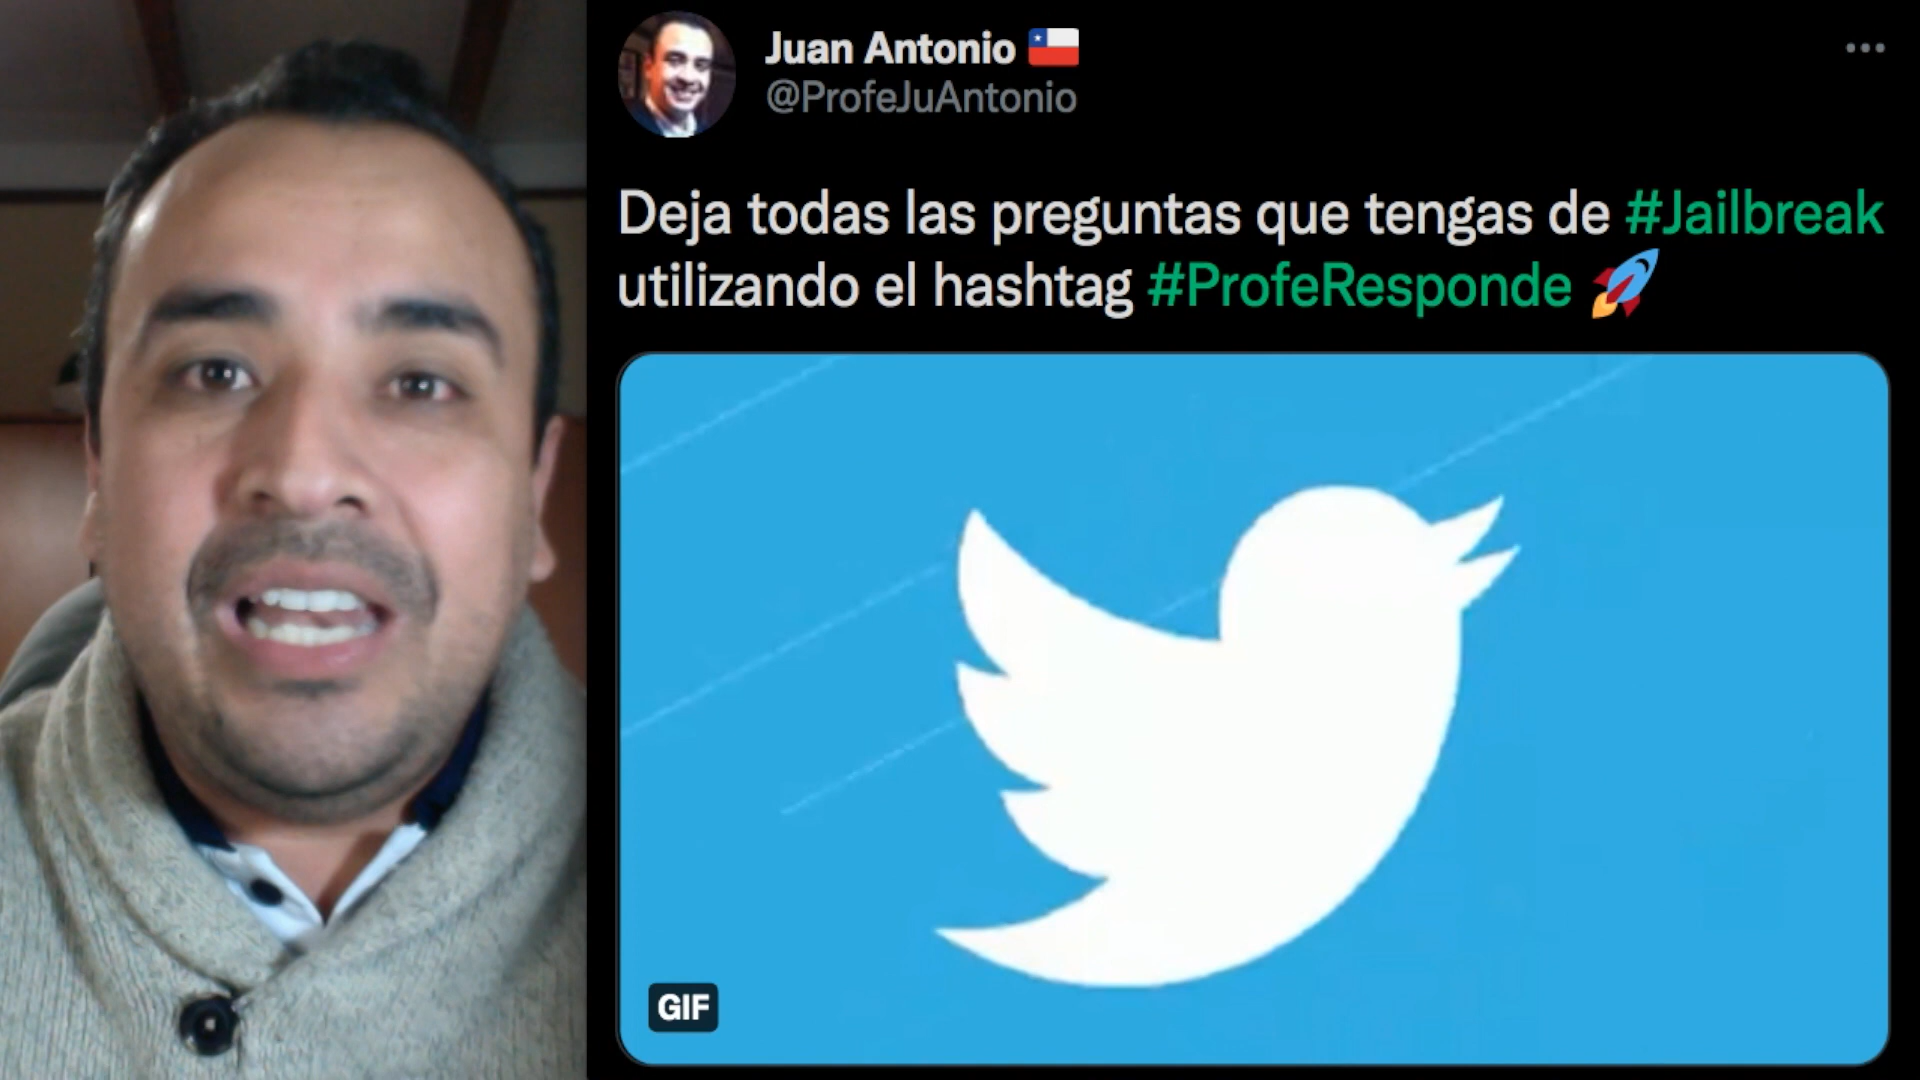 Juan Antonio 🇨🇱
@ProfeJuAntonio
Deja todas las preguntas que tengas de #Jailbreak
utilizando el hashtag #ProfeResponde 🚀
GIF